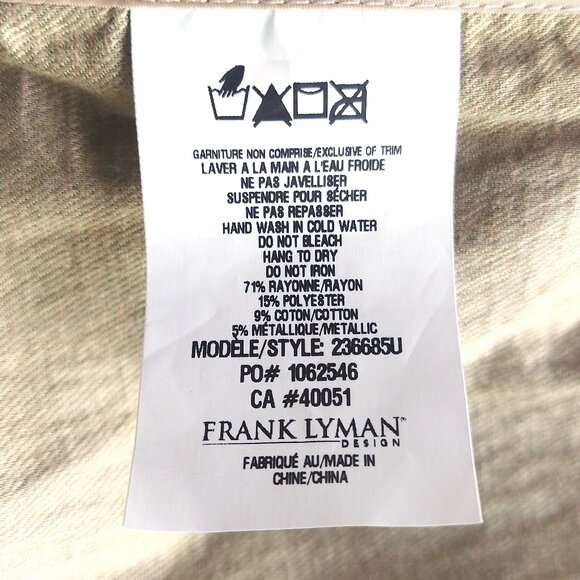 GARNITURE NON COMPRISE/EXCLUSIVE OF TRIM
LAVER A LA MAIN A L'EAU FROIDE
NE PAS JAVELLISER
SUSPENDRE POUR SÉCHER
NE PAS REPASSER
HAND WASH IN COLD WATER
DO NOT BLEACH
HANG TO DRY
DO NOT IRON
71% RAYONNE/RAYON
15% POLYESTER
9% COTON/COTTON
5% MÉTALLIQUE/METALLIC
MODÈLE/STYLE: 236685U
PO# 1062546
CA #40051
FRANK LYMAN™
DESIGN
FABRIQUÉ AU/MADE IN
CHINE/CHINA